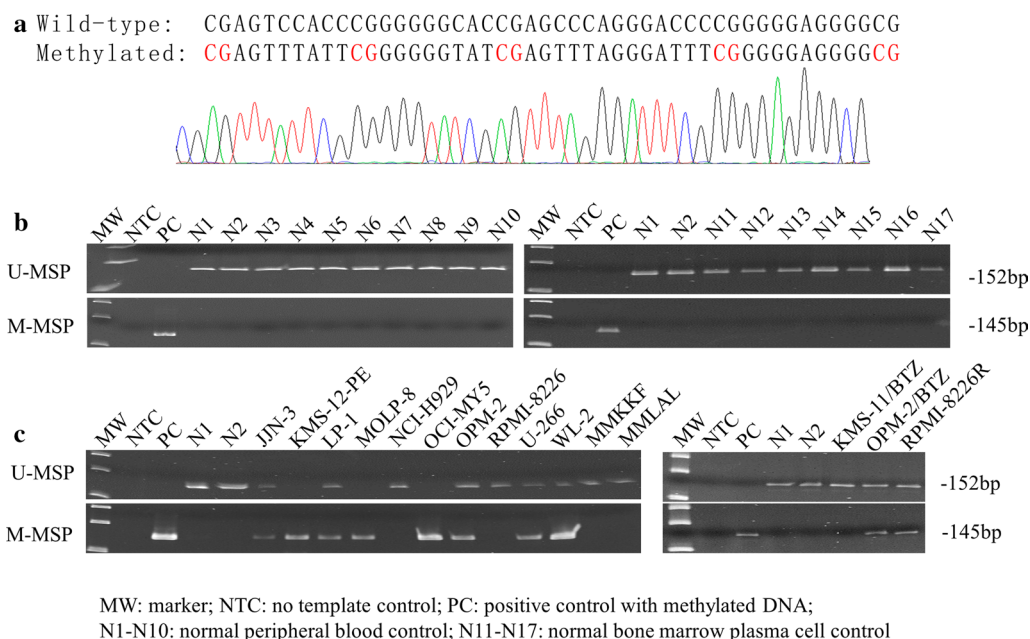 a Wild-type: CGAGTCCACCCGGGGGGCACCGAGCCCAGGGACCCCGGGGGAGGGGCG
Methylated: CGAGTTTATTCGGGGGGTATCGAGTTTAGGGATTTCGGGGGAGGGGCG
b
MW NTC PC N1 N2 N3 N4 N5 N6 N7 N8 N9 N10 MW NTC PC N1 N2 N11 N12 N13 N14 N15 N16 N17
U-MSP -152bp
M-MSP -145bp
c
MW NTC PC N1 N2 JJN-3 KMS-12-PE LP-1 MOLP-8 NCI-H929 OCI-MY5 OPM-2 RPMI-8226 U-266 WL-2 MMKKF MMLAL MW NTC PC N1 N2 KMS-11/BTZ OPM-2/BTZ RPMI-8226R
U-MSP -152bp
M-MSP -145bp
MW: marker; NTC: no template control; PC: positive control with methylated DNA;
N1-N10: normal peripheral blood control; N11-N17: normal bone marrow plasma cell control